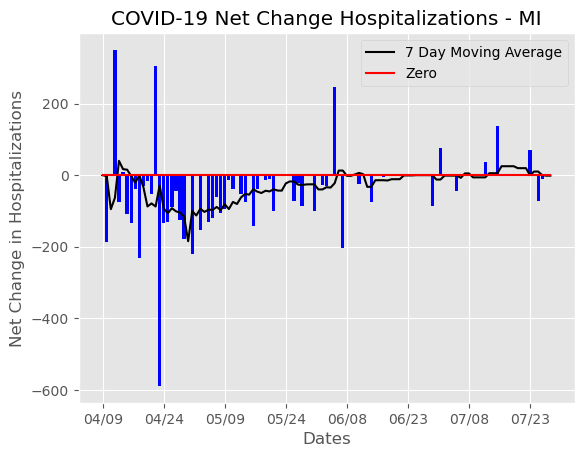 COVID-19 Net Change Hospitalizations - MI
7 Day Moving Average
Zero
Net Change in Hospitalizations
200
0
−200
−400
−600
04/09 04/24 05/09 05/24 06/08 06/23 07/08 07/23
Dates